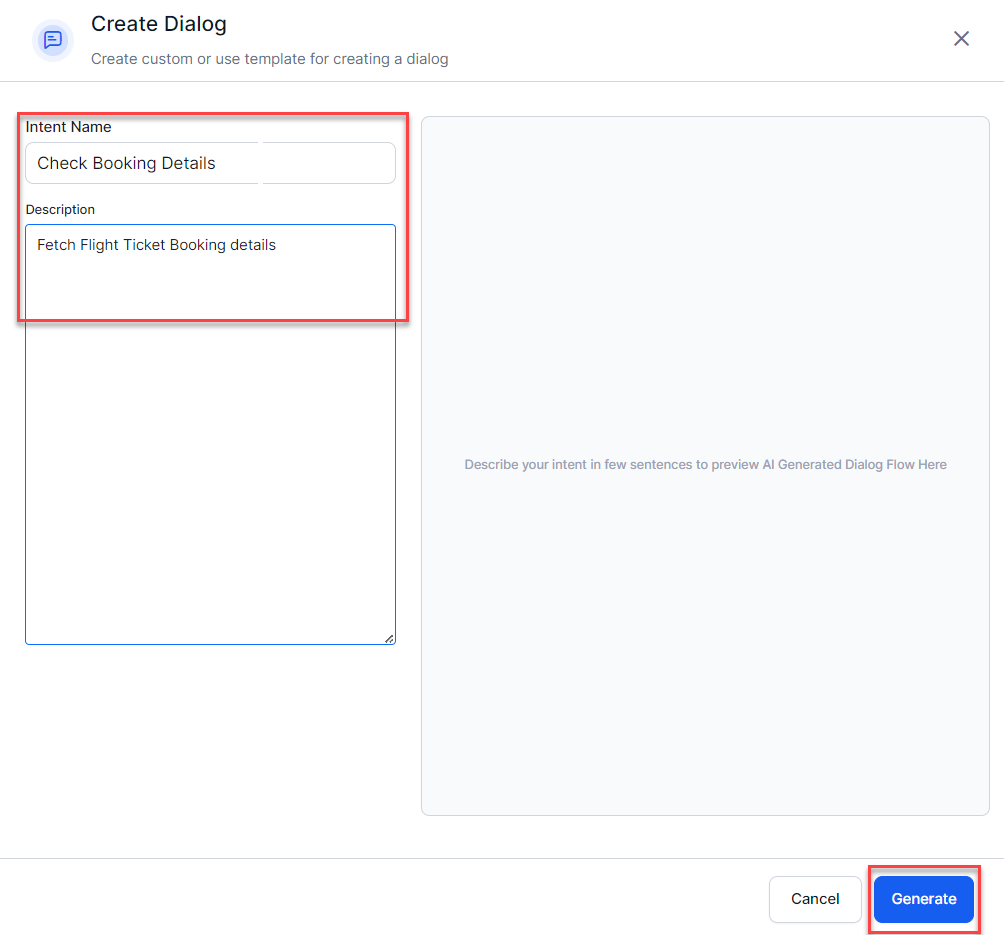 Create Dialog
Create custom or use template for creating a dialog
Intent Name
Check Booking Details
Description
Fetch Flight Ticket Booking details
Describe your intent in few sentences to preview AI Generated Dialog Flow Here
Cancel
Generate